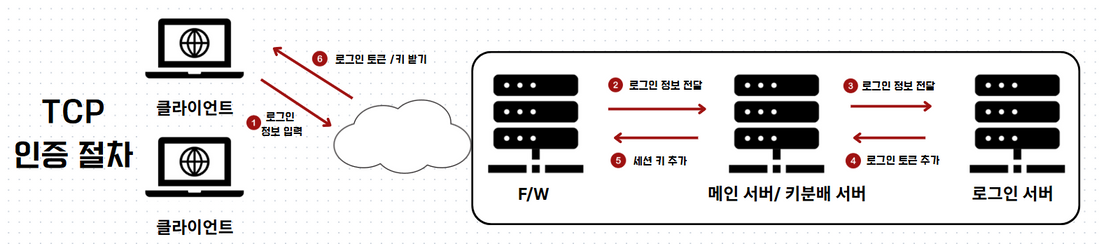 TCP
인증 절차
클라이언트
클라이언트
1 로그인
정보 입력
6 로그인 토큰 /키 받기
2 로그인 정보 전달
3 로그인 정보 전달
5 세션 키 추가
4 로그인 토큰 추가
F/W
메인 서버/ 키분배 서버
로그인 서버